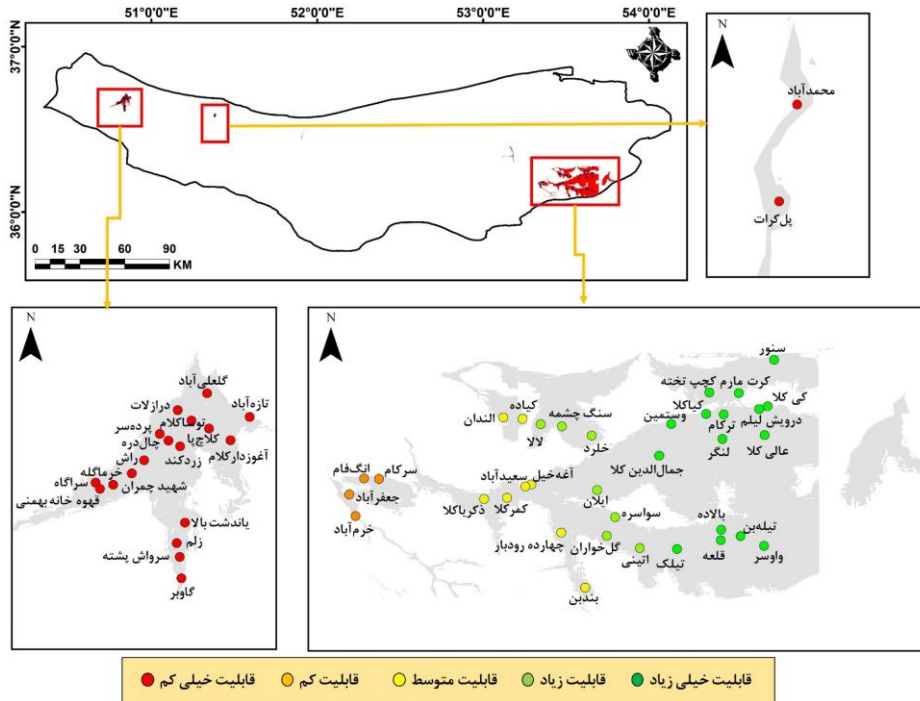 51°0'0"E
52°0'0"E
53°0'0"E
54°0'0"E
37°0'0"N
36°0'0"N
0 15 30 60 90
KM
N
محمدآباد
پل‌کرات
N
گلعلی‌آباد
تازه‌آباد
درازلات
توساکلام
پرده‌سر
کلاچ‌پا
چال‌دره
آغوزدارکلام
زردکند
راش
خرماگله
سراگاه
شهید چمران
قهوه خانه بهمنی
یاندشت بالا
زلم
سرواش پشته
گاوبر
N
سنور
کرت مارم کچب تخته
کی کلا
کیاده
سنگ چشمه
الندان
لالا
خلرد
وستمین
کیاکلا
ترکام
درویش لیلم
لنگر
عالی کلا
جمال‌الدین کلا
انگ‌فام
سرکام
جعفرآباد
خرم‌آباد
سعیدآباد
آغه‌خیل
ذکریاکلا
کمرکلا
ابلان
سواسره
چهارده رودبار
گل‌خواران
اتینی
تیلک
بالاده
قلعه
تیله‌بن
واوسر
بندبن
قابلیت خیلی کم
قابلیت کم
قابلیت متوسط
قابلیت زیاد
قابلیت خیلی زیاد